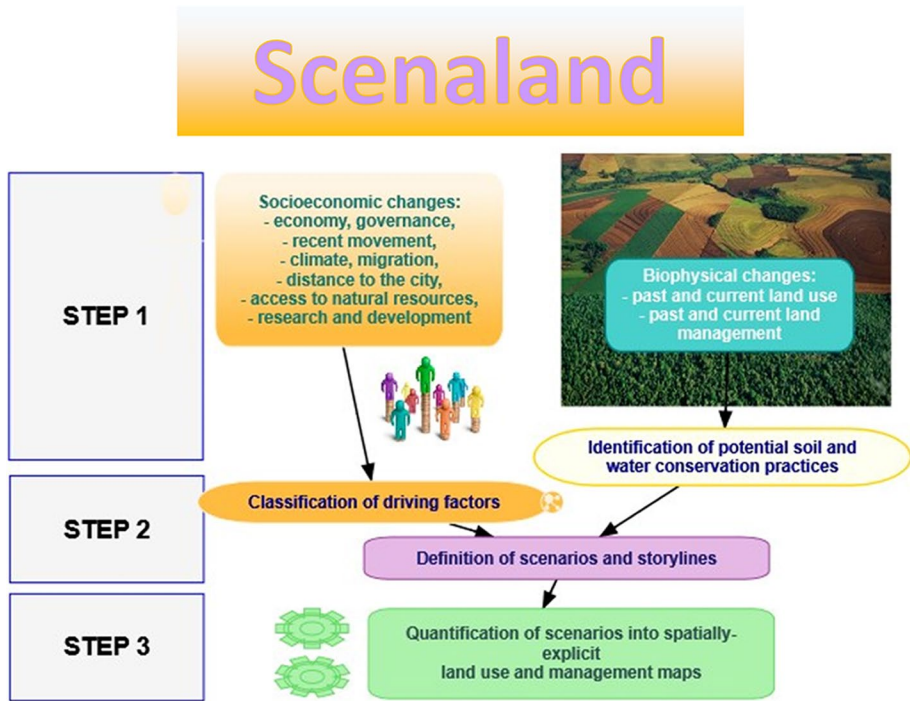 Scenaland
STEP 1
Socioeconomic changes:
- economy, governance,
- recent movement,
- climate, migration,
- distance to the city,
- access to natural resources,
- research and development
Biophysical changes:
- past and current land use
- past and current land
management
Identification of potential soil and
water conservation practices
STEP 2
Classification of driving factors
Definition of scenarios and storylines
STEP 3
Quantification of scenarios into spatially-
explicit
land use and management maps